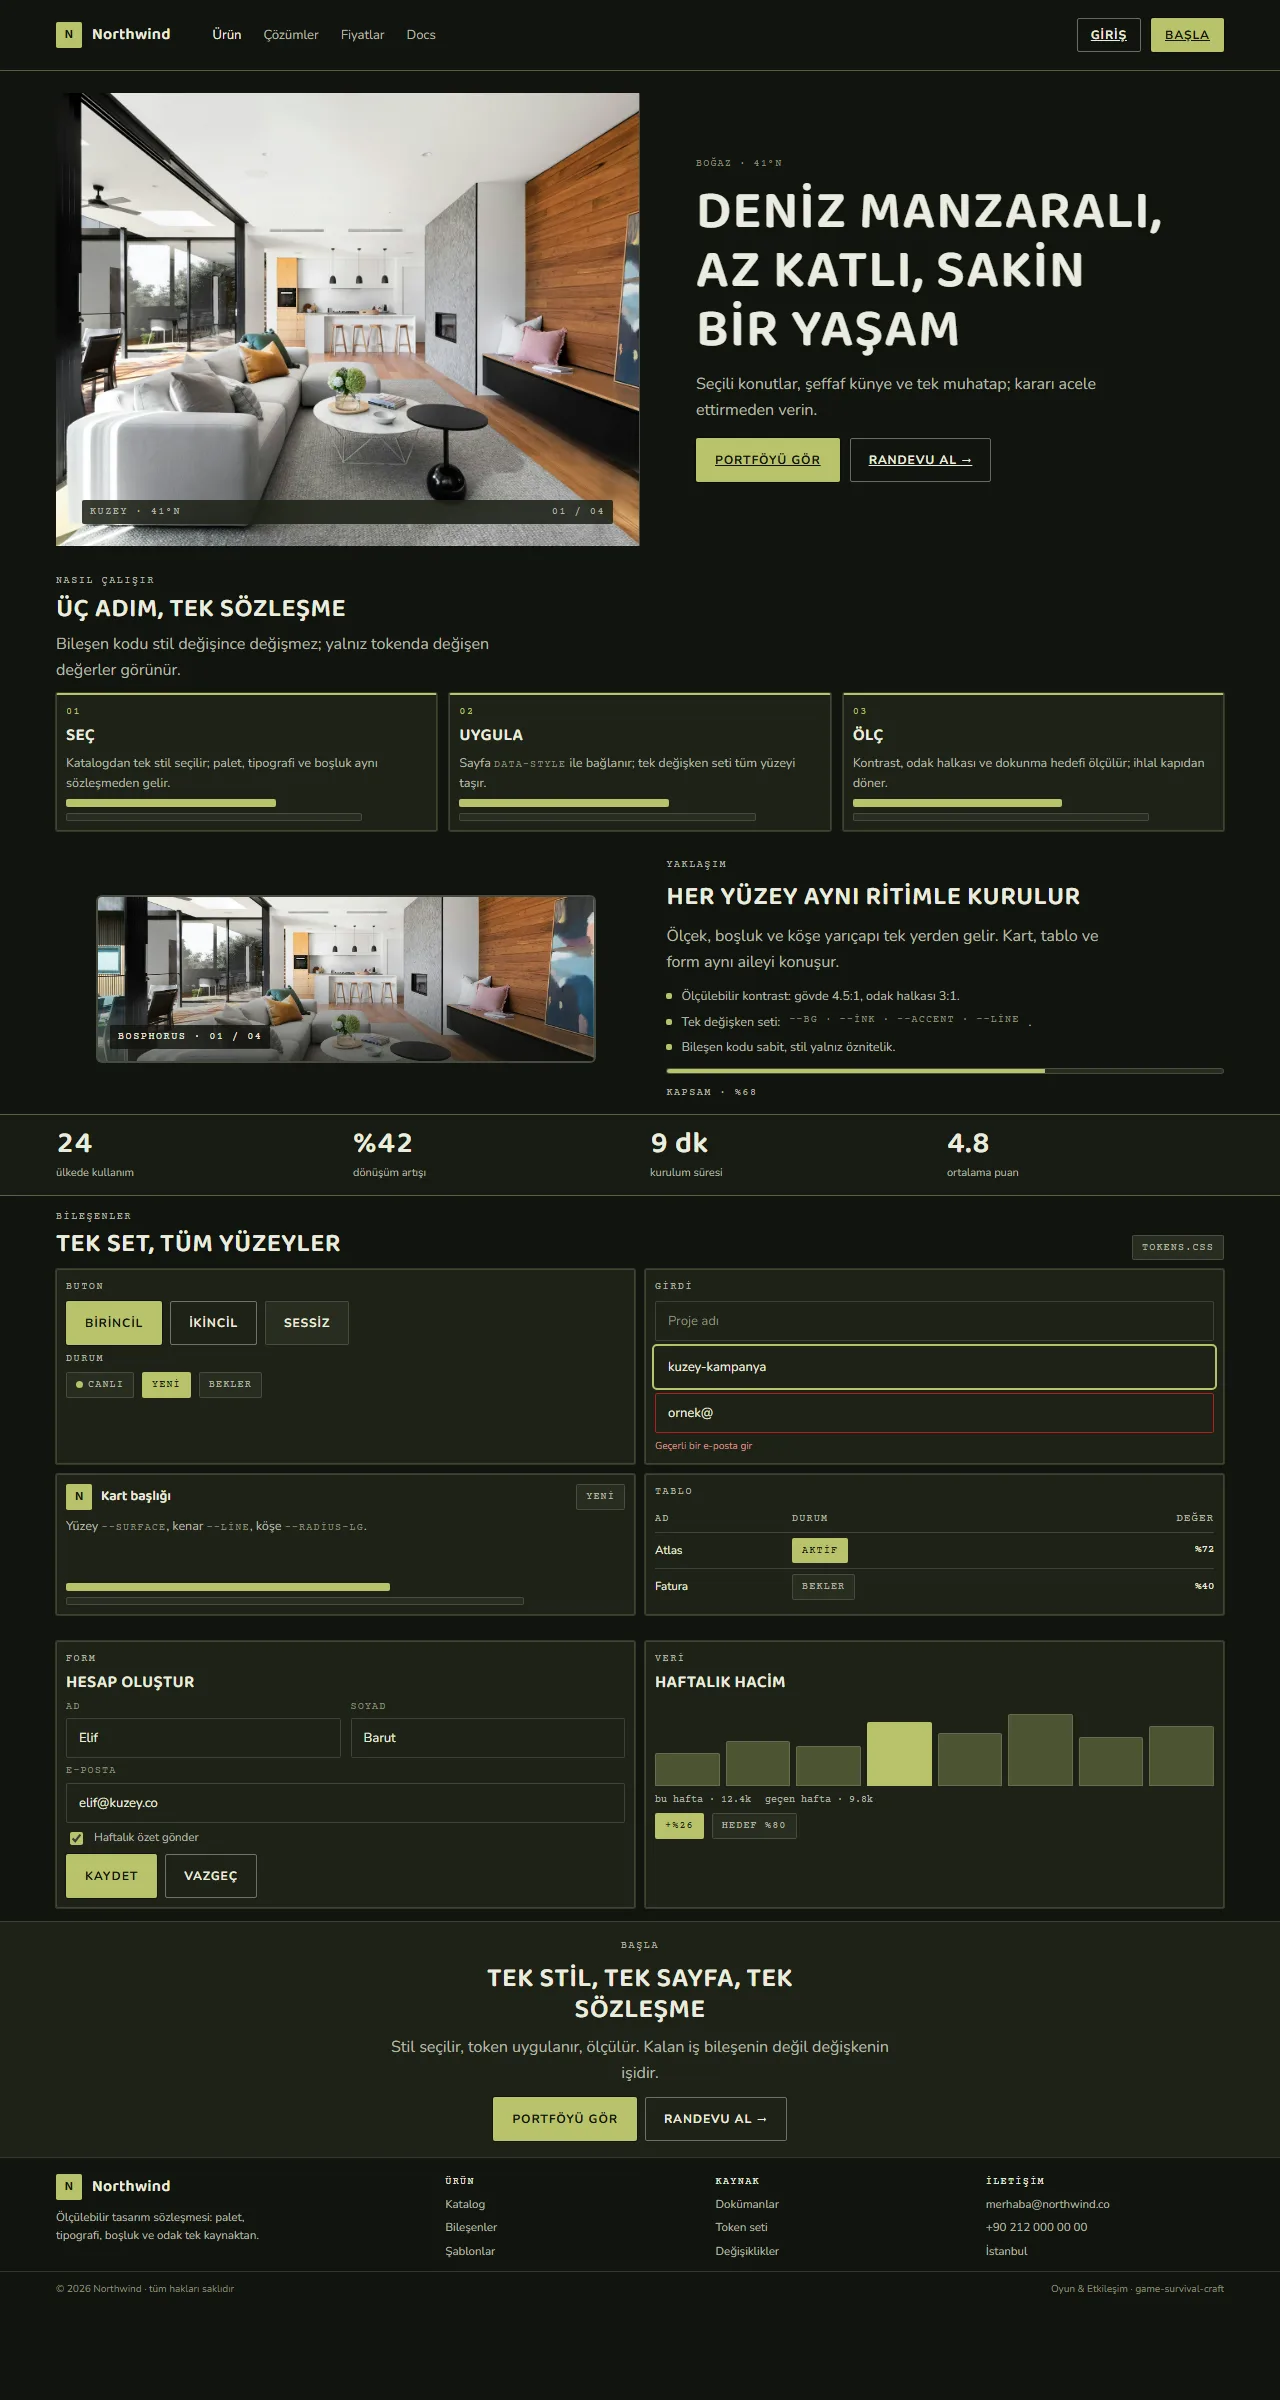 N Northwind Ürün Çözümler Fiyatlar Docs GİRİŞ BAŞLA
BOĞAZ · 41°N
DENİZ MANZARALI,
AZ KATLI, SAKİN
BİR YAŞAM
Seçili konutlar, şeffaf künye ve tek muhatap; kararı acele
ettirmeden verin.
PORTFÖYÜ GÖR RANDEVU AL →
KUZEY · 41°N 01 / 04
NASIL ÇALIŞIR
ÜÇ ADIM, TEK SÖZLEŞME
Bileşen kodu stil değişince değişmez; yalnız tokenda değişen
değerler görünür.
01
SEÇ
Katalogdan tek stil seçilir; palet, tipografi ve boşluk aynı
sözleşmeden gelir.
02
UYGULA
Sayfa DATA-STYLE ile bağlanır; tek değişken seti tüm yüzeyi
taşır.
03
ÖLÇ
Kontrast, odak halkası ve dokunma hedefi ölçülür; ihlal kapıdan
döner.
BOSPHORUS · 01 / 04
YAKLAŞIM
HER YÜZEY AYNI RİTİMLE KURULUR
Ölçek, boşluk ve köşe yarıçapı tek yerden gelir. Kart, tablo ve
form aynı aileyi konuşur.
Ölçülebilir kontrast: gövde 4.5:1, odak halkası 3:1.
Tek değişken seti: --BG · --İNK · --ACCENT · --LİNE .
Bileşen kodu sabit, stil yalnız öznitelik.
KAPSAM · %68
24
ülkede kullanım
%42
dönüşüm artışı
9 dk
kurulum süresi
4.8
ortalama puan
BİLEŞENLER
TEK SET, TÜM YÜZEYLER
TOKENS.CSS
BUTON
BİRİNCİL İKİNCİL SESSİZ
DURUM
CANLI YENİ BEKLER
GİRDİ
Proje adı
kuzey-kampanya
ornek@
Geçerli bir e-posta gir
N Kart başlığı YENİ
Yüzey --SURFACE, kenar --LİNE, köşe --RADIUS-LG.
TABLO
AD DURUM DEĞER
Atlas AKTİF %72
Fatura BEKLER %40
FORM
HESAP OLUŞTUR
AD SOYAD
Elif Barut
E-POSTA
elif@kuzey.co
Haftalık özet gönder
KAYDET VAZGEÇ
VERİ
HAFTALIK HACİM
bu hafta · 12.4k geçen hafta · 9.8k
+%26 HEDEF %80
BAŞLA
TEK STİL, TEK SAYFA, TEK
SÖZLEŞME
Stil seçilir, token uygulanır, ölçülür. Kalan iş bileşenin değil değişkenin
işidir.
PORTFÖYÜ GÖR RANDEVU AL →
N Northwind
Ölçülebilir tasarım sözleşmesi: palet,
tipografi, boşluk ve odak tek kaynaktan.
ÜRÜN
Katalog
Bileşenler
Şablonlar
KAYNAK
Dokümanlar
Token seti
Değişiklikler
İLETİŞİM
merhaba@northwind.co
+90 212 000 00 00
İstanbul
© 2026 Northwind · tüm hakları saklıdır
Oyun & Etkileşim · game-survival-craft